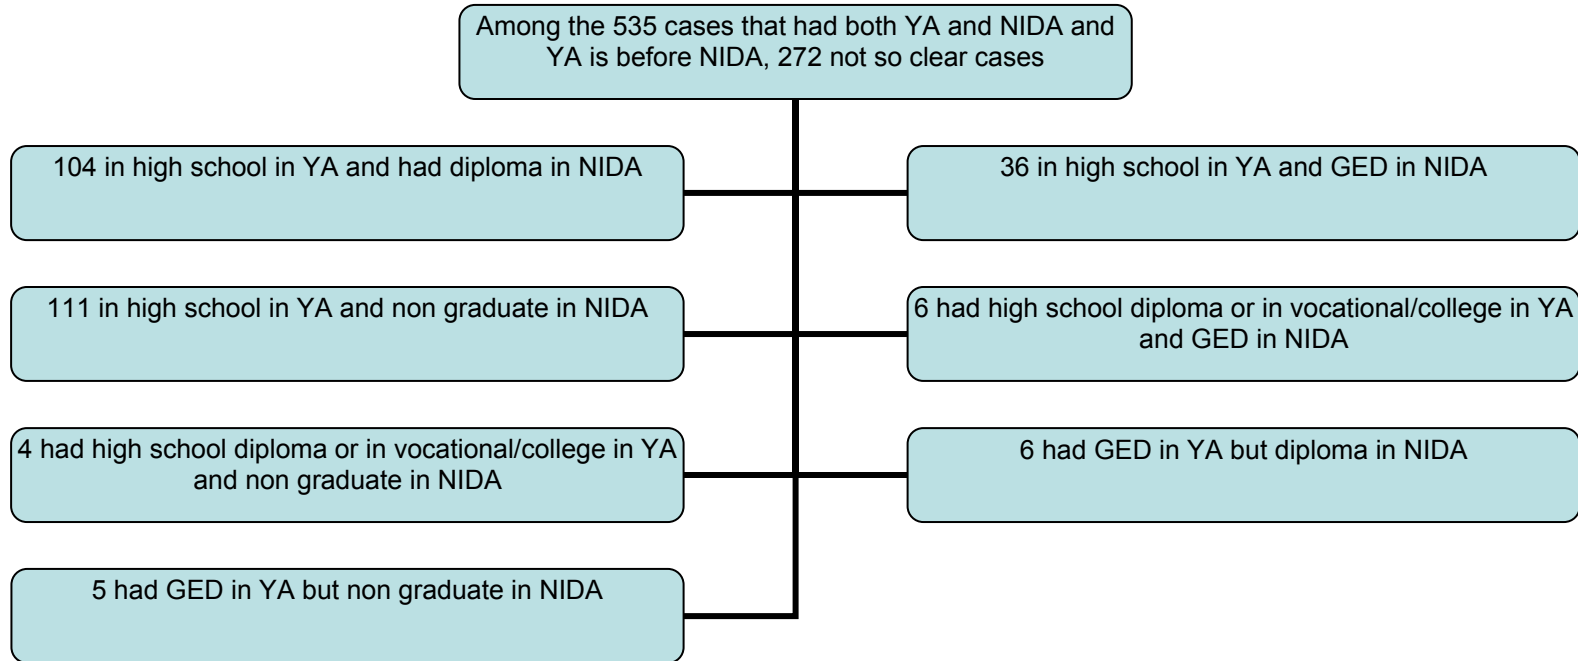 Among the 535 cases that had both YA and NIDA and
YA is before NIDA, 272 not so clear cases
104 in high school in YA and had diploma in NIDA
36 in high school in YA and GED in NIDA
111 in high school in YA and non graduate in NIDA
6 had high school diploma or in vocational/college in YA
and GED in NIDA
4 had high school diploma or in vocational/college in YA
and non graduate in NIDA
6 had GED in YA but diploma in NIDA
5 had GED in YA but non graduate in NIDA